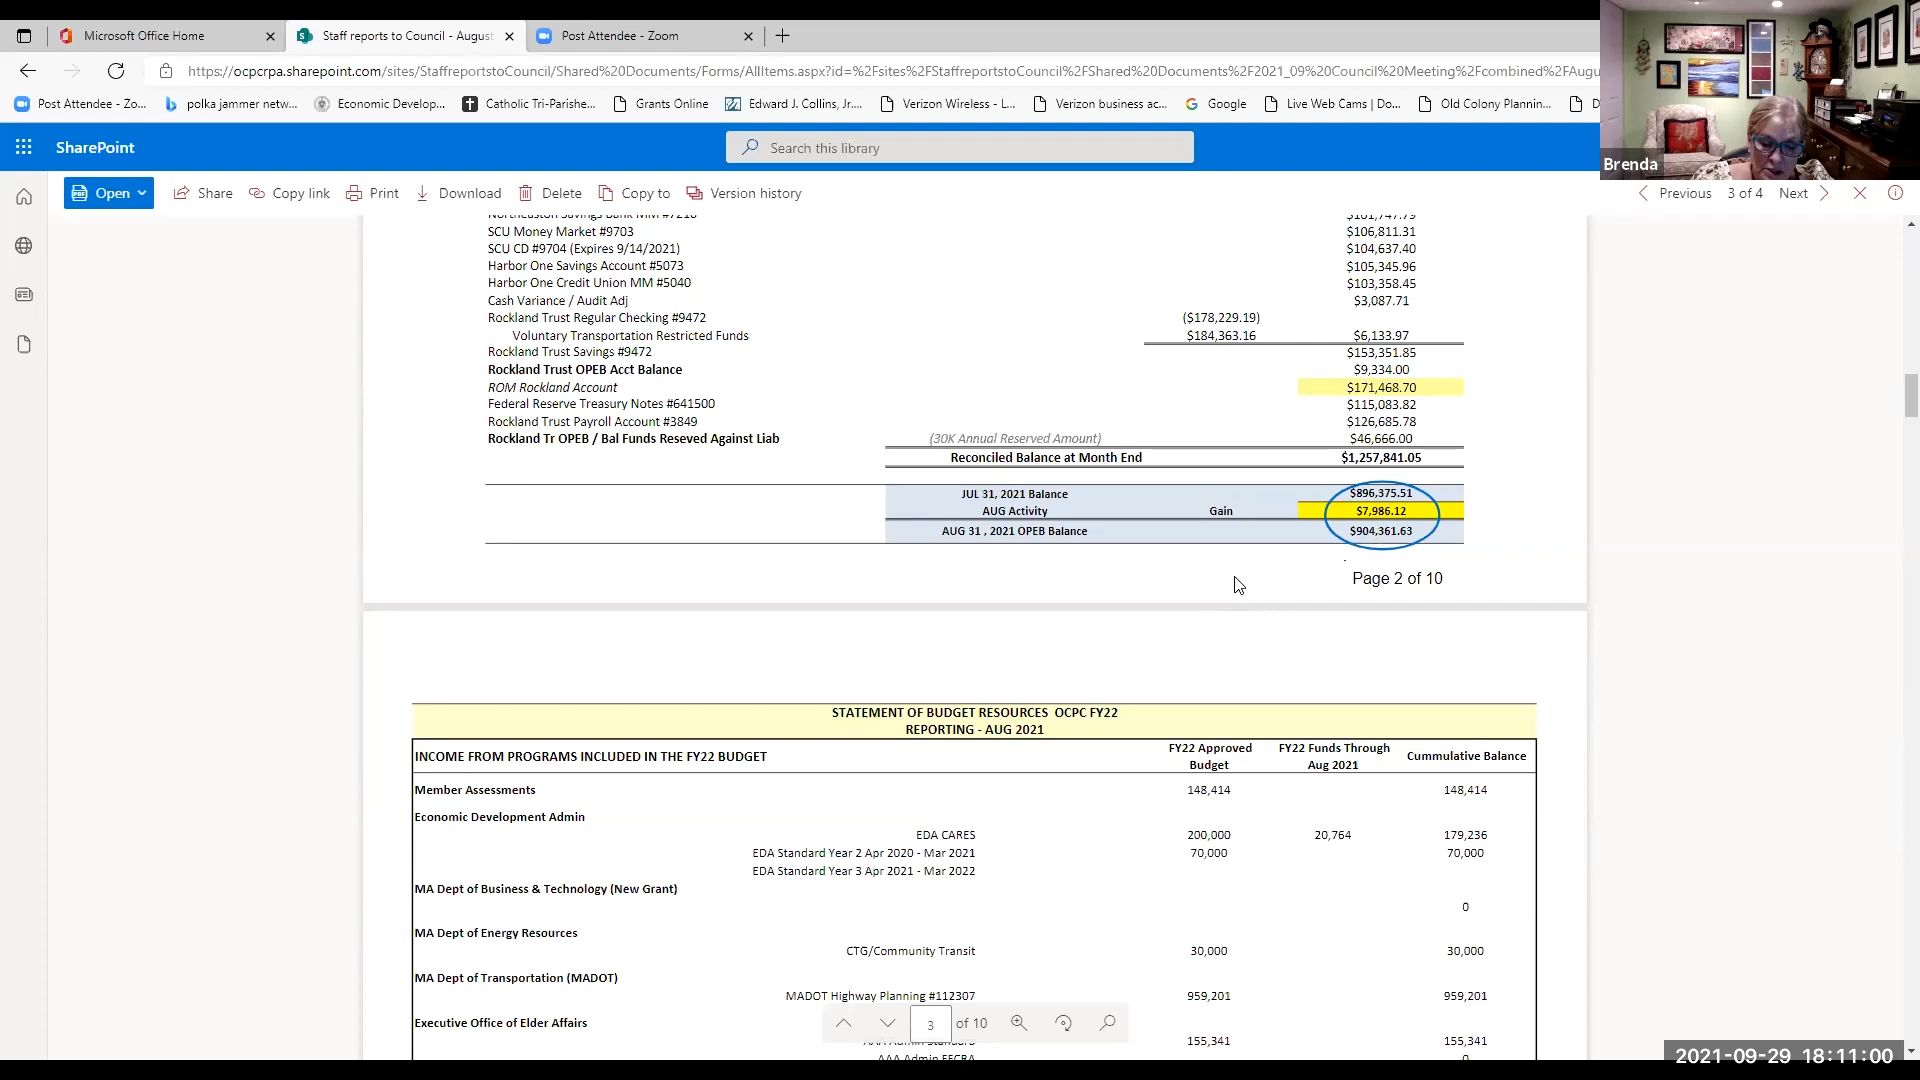 Microsoft Office Home
Staff reports to Council - August
Post Attendee - Zoom
https://ocpcrpa.sharepoint.com/sites/StaffreportstoCouncil/Shared%20Documents/Forms/AllItems.aspx?id=%2Fsites%2FStaffreportstoCouncil%2FShared%20Documents%2F2021_09%20Council%20Meeting%2Fcombined%2FAugu
Post Attendee - Zo... polka jammer netw... Economic Develop... Catholic Tri-Parishe... Grants Online Edward J. Collins, Jr.... Verizon Wireless - L... Verizon business ac... Google Live Web Cams | Do... Old Colony Plannin... D
SharePoint
Search this library
Brenda
Open Share Copy link Print Download Delete Copy to Version history Previous 3 of 4 Next
Northeaston Savings Bank MM #7216 $101,747.79
SCU Money Market #9703 $106,811.31
SCU CD #9704 (Expires 9/14/2021) $104,637.40
Harbor One Savings Account #5073 $105,345.96
Harbor One Credit Union MM #5040 $103,358.45
Cash Variance / Audit Adj $3,087.71
Rockland Trust Regular Checking #9472 ($178,229.19)
Voluntary Transportation Restricted Funds $184,363.16 $6,133.97
Rockland Trust Savings #9472 $153,351.85
Rockland Trust OPEB Acct Balance $9,334.00
ROM Rockland Account $171,468.70
Federal Reserve Treasury Notes #641500 $115,083.82
Rockland Trust Payroll Account #3849 $126,685.78
Rockland Tr OPEB / Bal Funds Reseved Against Liab (30K Annual Reserved Amount) $46,666.00
Reconciled Balance at Month End $1,257,841.05
JUL 31, 2021 Balance $896,375.51
AUG Activity Gain $7,986.12
AUG 31 , 2021 OPEB Balance $904,361.63
Page 2 of 10
STATEMENT OF BUDGET RESOURCES OCPC FY22
REPORTING - AUG 2021
INCOME FROM PROGRAMS INCLUDED IN THE FY22 BUDGET FY22 Approved Budget FY22 Funds Through Aug 2021 Cummulative Balance
Member Assessments 148,414 148,414
Economic Development Admin
EDA CARES 200,000 20,764 179,236
EDA Standard Year 2 Apr 2020 - Mar 2021 70,000 70,000
EDA Standard Year 3 Apr 2021 - Mar 2022
MA Dept of Business & Technology (New Grant)
0
MA Dept of Energy Resources
CTG/Community Transit 30,000 30,000
MA Dept of Transportation (MADOT)
MADOT Highway Planning #112307 959,201 959,201
Executive Office of Elder Affairs
3 of 10
155,341 155,341
AAA Admin FFCRA 0
2021-09-29 18:11:00